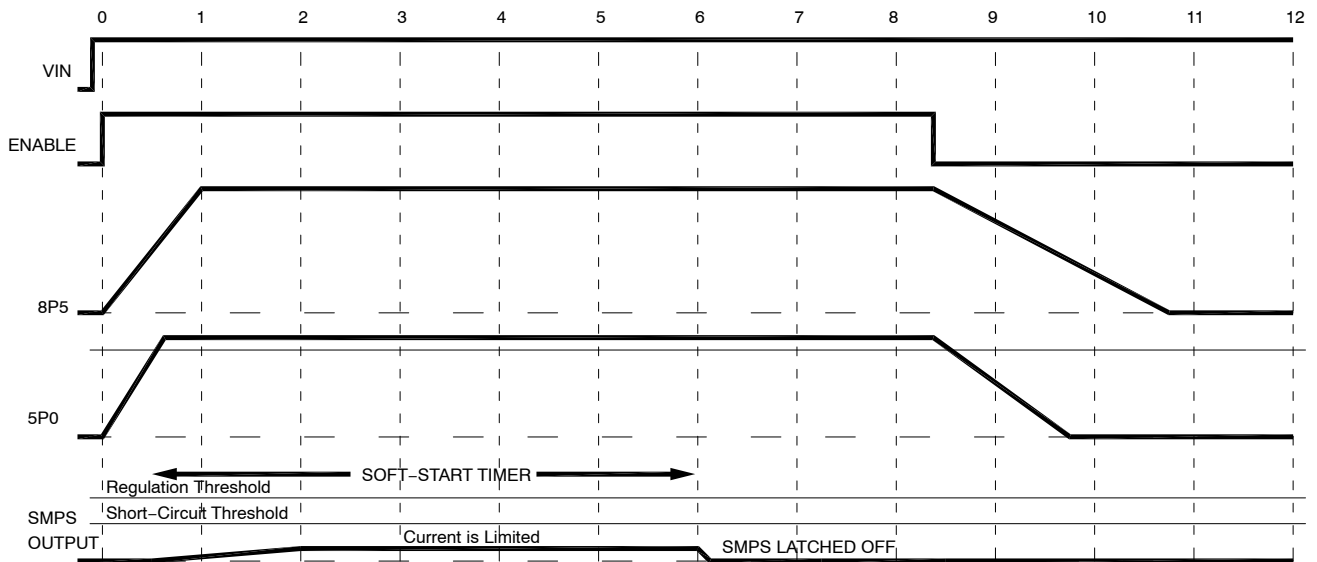 0 1 2 3 4 5 6 7 8 9 10 11 12
VIN
ENABLE
8P5
5P0
SOFT−START TIMER
Regulation Threshold
Short−Circuit Threshold
SMPS
OUTPUT
Current is Limited
SMPS LATCHED OFF